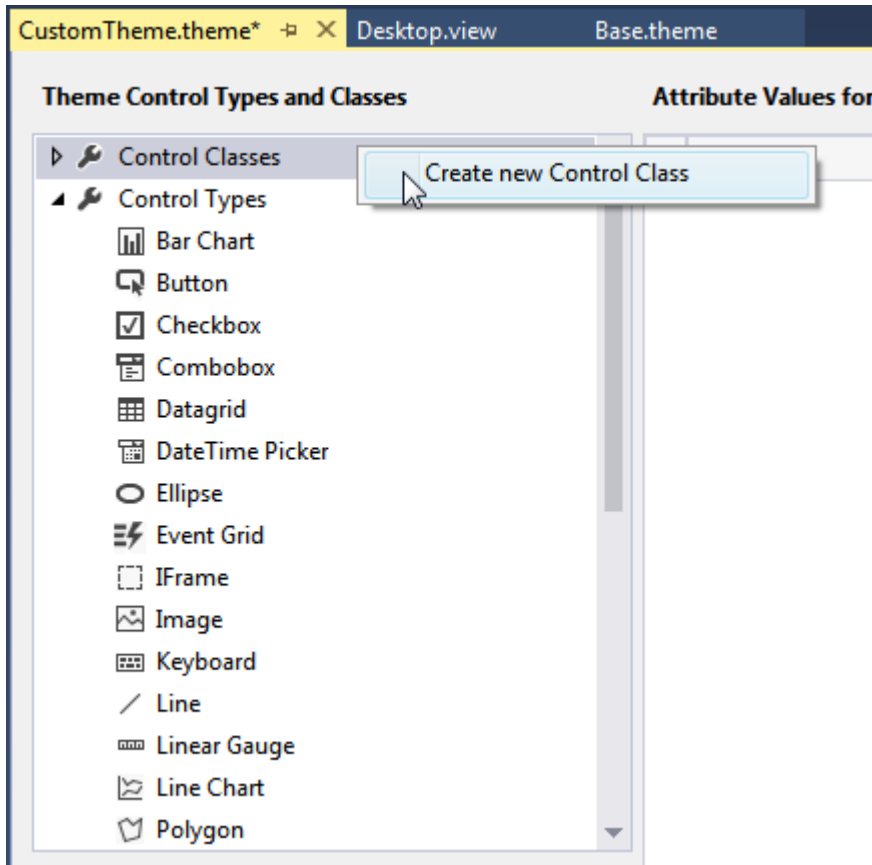 CustomTheme.theme* Desktop.view Base.theme
Theme Control Types and Classes Attribute Values for
Control Classes
Create new Control Class
Control Types
Bar Chart
Button
Checkbox
Combobox
Datagrid
DateTime Picker
Ellipse
Event Grid
IFrame
Image
Keyboard
Line
Linear Gauge
Line Chart
Polygon